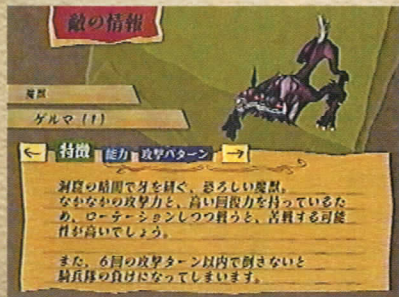 敵の情報
魔獣
ゲルマ (1)
← 特徴 能力 攻撃パターン →
洞窟の暗闇で牙を研ぐ、恐ろしい魔獣。
なかなかの攻撃力と、高い回復力を持っているた
め、ローテーションしつつ戦うと、苦戦する可能
性が高いでしょう。
また、6回の攻撃ターン以内で倒さないと
騎兵隊の負けになってしまいます。